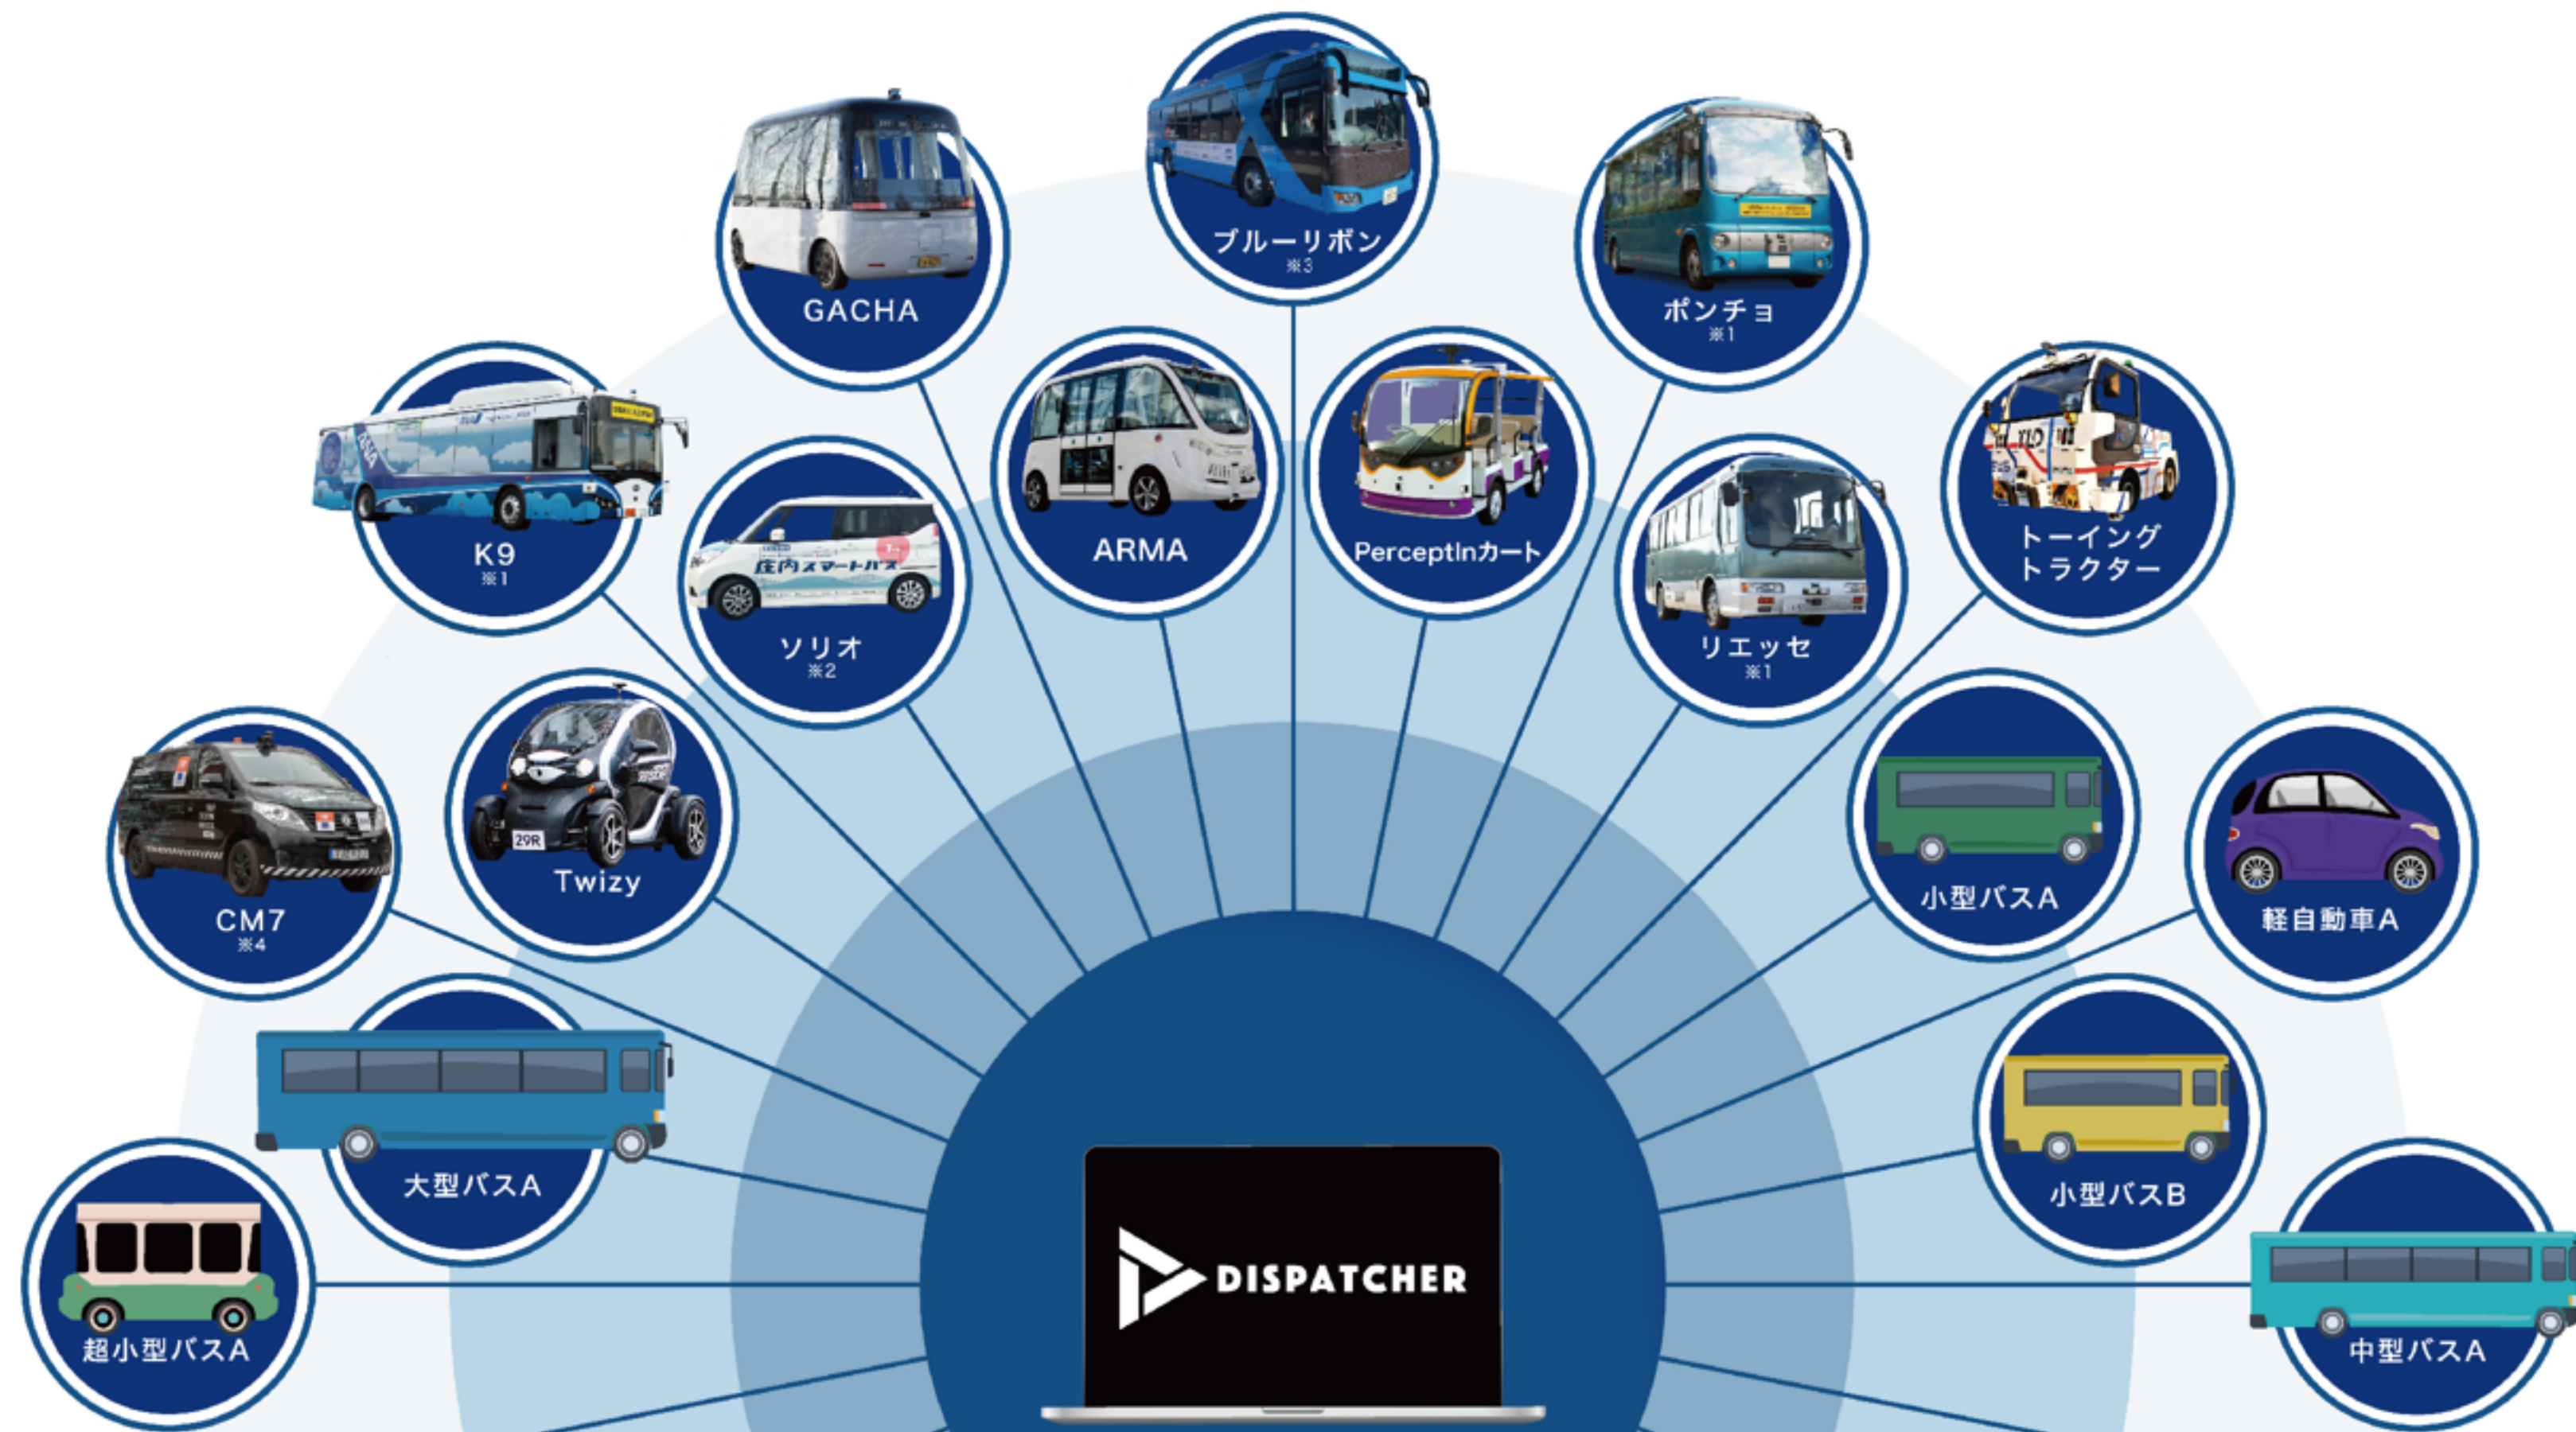 ブルーリボン
※3
GACHA
ポンチョ
※1
K9
※1
ARMA
PerceptInカート
トーイング
トラクター
庄内スマートバス
ソリオ
※2
リエッセ
※1
29R
Twizy
CM7
※4
小型バスA
軽自動車A
大型バスA
小型バスB
DISPATCHER
超小型バスA
中型バスA
ANA
TLD